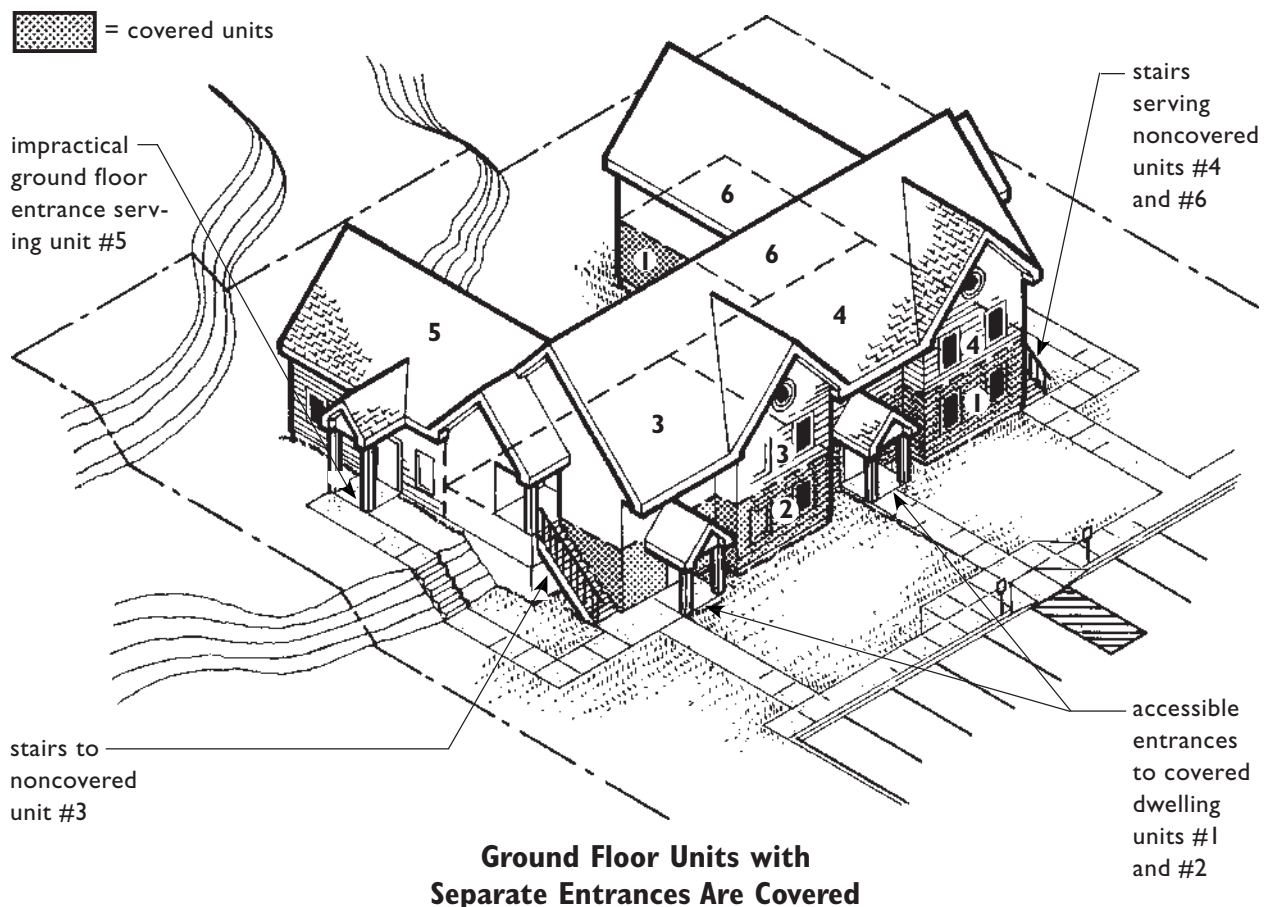 = covered units
impractical
ground floor
entrance serv-
ing unit #5
stairs
serving
noncovered
units #4
and #6
6
1
6
5
4
4
1
3
3
2
stairs to
noncovered
unit #3
accessible
entrances
to covered
dwelling
units #1
and #2
Ground Floor Units with
Separate Entrances Are Covered